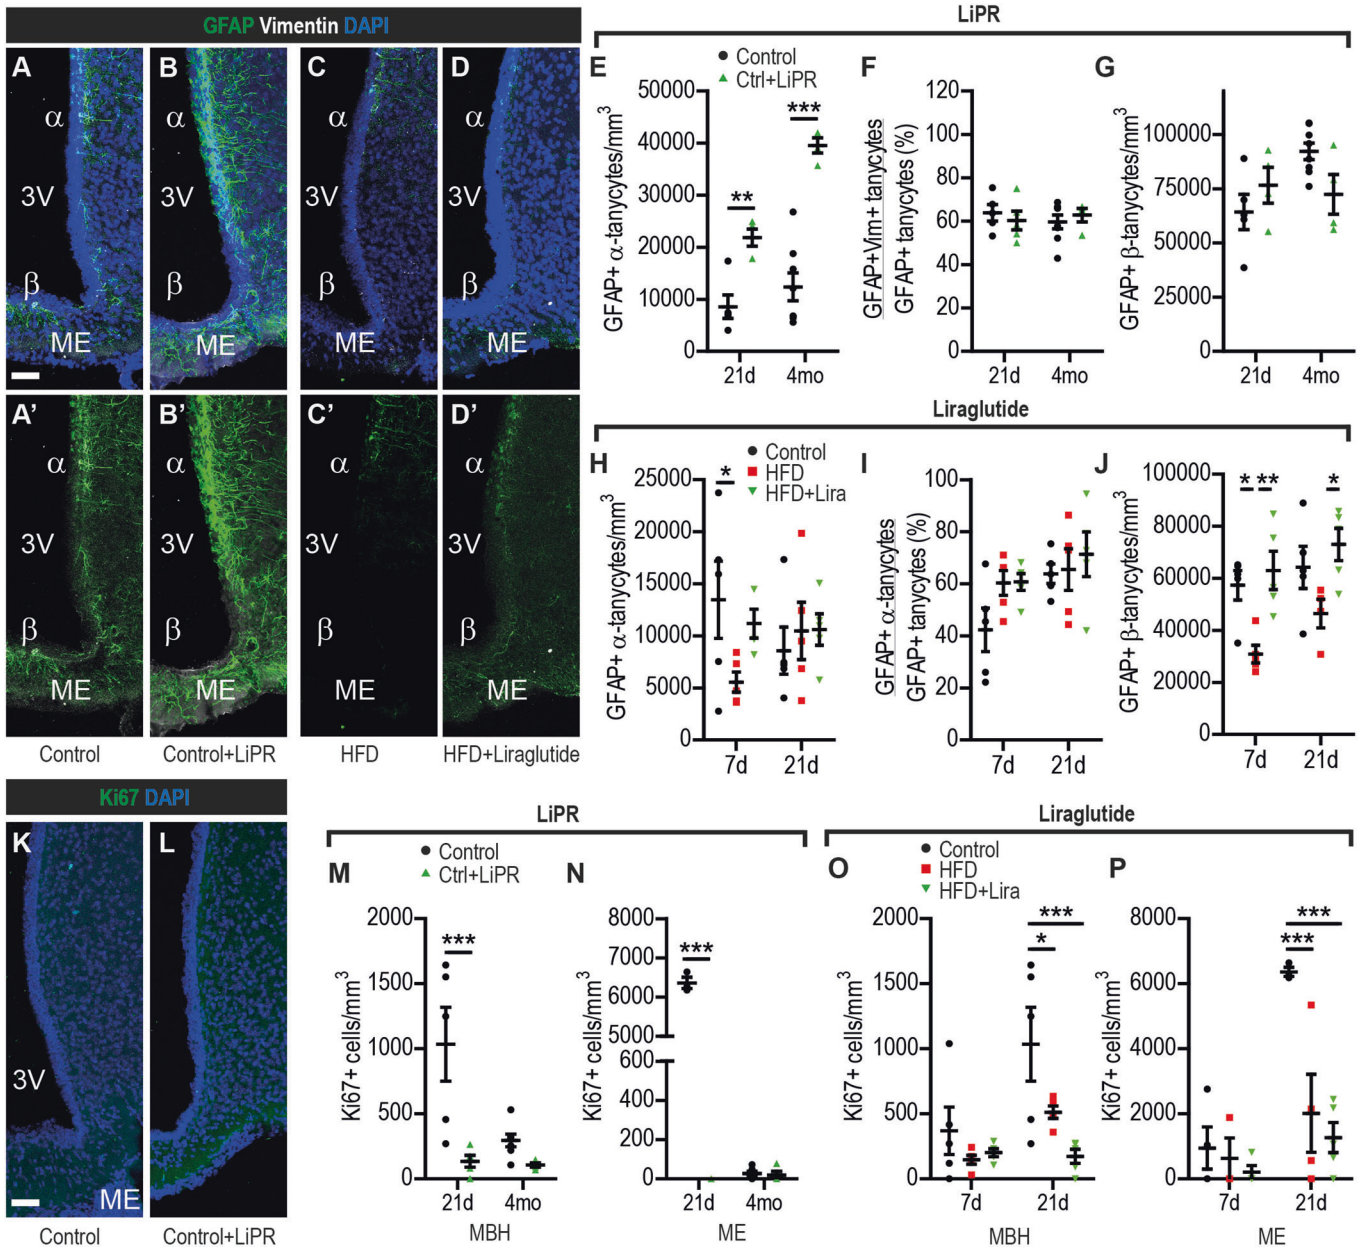 GFAP Vimentin DAPI
A B C D
α α α α
3V 3V 3V 3V
β β β β
ME ME ME ME
A’ B’ C’ D’
α α α α
3V 3V 3V 3V
β β β β
ME ME ME ME
Control Control+LiPR HFD HFD+Liraglutide
LiPR
E
Control
Ctrl+LiPR
GFAP+ α-tanycytes/mm3
50000
40000
30000
20000
10000
0
** ***
21d 4mo
F
GFAP+Vim+ tanycytes
GFAP+ tanycytes (%)
120
100
80
60
40
20
0
21d 4mo
G
GFAP+ β-tanycytes/mm3
100000
75000
50000
25000
0
21d 4mo
Liraglutide
H
Control
HFD
HFD+Lira
GFAP+ α-tanycytes/mm3
25000
20000
15000
10000
5000
0
*
7d 21d
I
GFAP+ α-tanycytes
GFAP+ tanycytes (%)
100
80
60
40
20
0
7d 21d
J
GFAP+ β-tanycytes/mm3
100000
80000
60000
40000
20000
0
* ** *
7d 21d
Ki67 DAPI
K L
3V
ME
Control Control+LiPR
LiPR
M
Control
Ctrl+LiPR
Ki67+ cells/mm3
2000
1500
1000
500
0
***
21d 4mo
MBH
N
Ki67+ cells/mm3
8000
7000
6000
5000
600
400
200
0
***
21d 4mo
ME
Liraglutide
O
Control
HFD
HFD+Lira
Ki67+ cells/mm3
2000
1500
1000
500
0
***
*
7d 21d
MBH
P
Ki67+ cells/mm3
8000
6000
4000
2000
0
***
***
7d 21d
ME